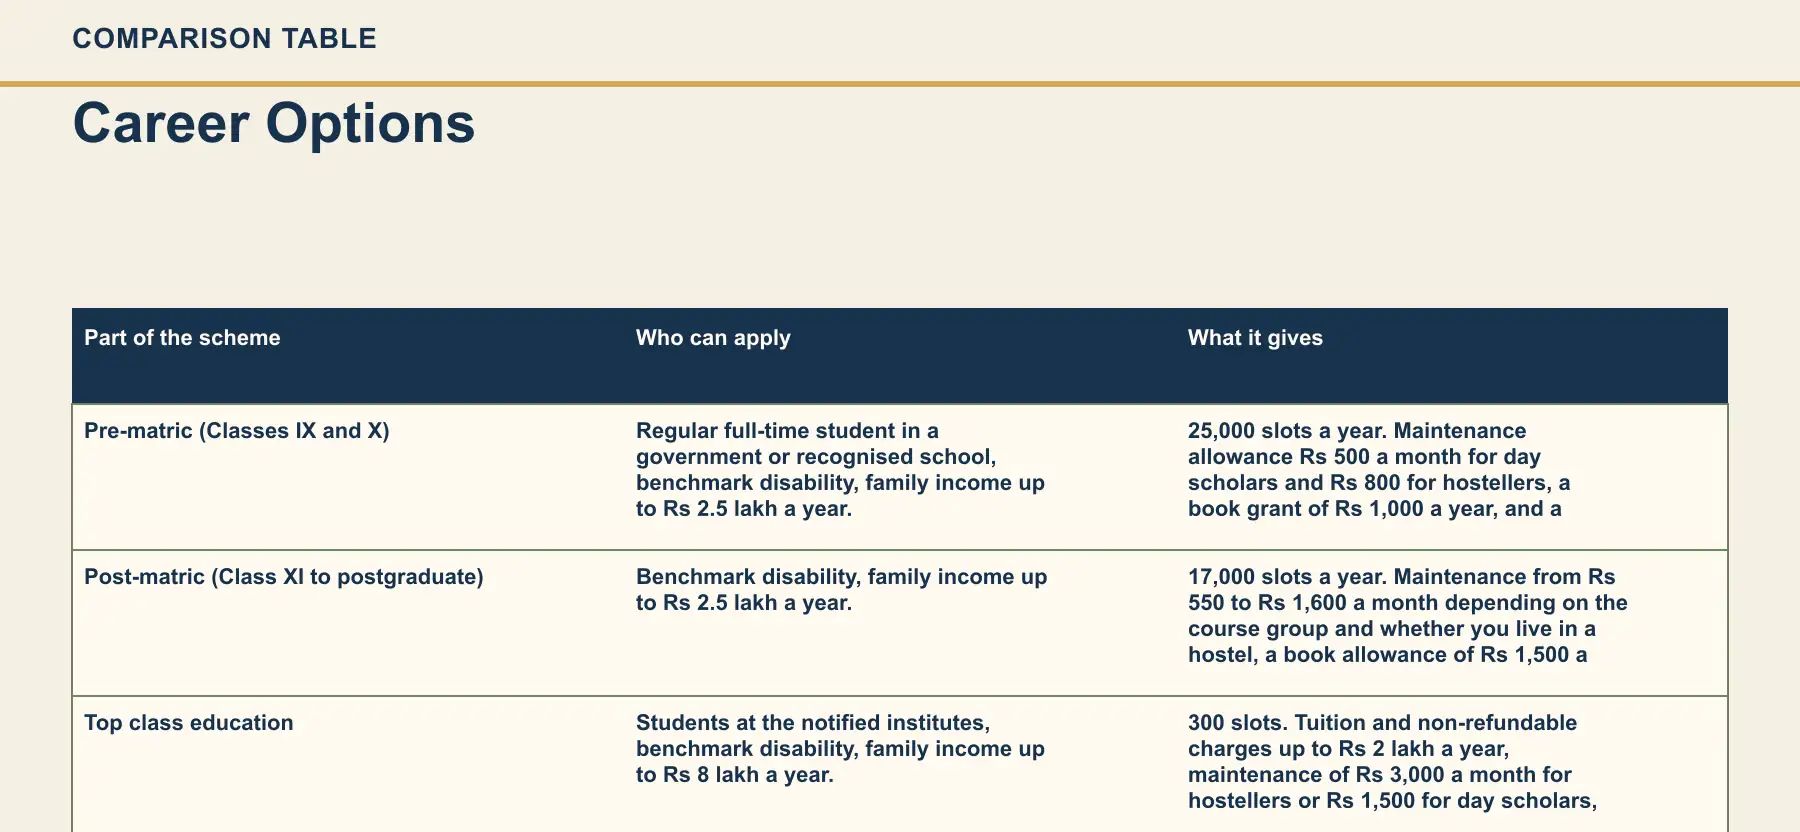 COMPARISON TABLE
Career Options
Part of the scheme
Who can apply
What it gives
Pre-matric (Classes IX and X)
Regular full-time student in a
government or recognised school,
benchmark disability, family income up
to Rs 2.5 lakh a year.
25,000 slots a year. Maintenance
allowance Rs 500 a month for day
scholars and Rs 800 for hostellers, a
book grant of Rs 1,000 a year, and a
Post-matric (Class XI to postgraduate)
Benchmark disability, family income up
to Rs 2.5 lakh a year.
17,000 slots a year. Maintenance from Rs
550 to Rs 1,600 a month depending on the
course group and whether you live in a
hostel, a book allowance of Rs 1,500 a
Top class education
Students at the notified institutes,
benchmark disability, family income up
to Rs 8 lakh a year.
300 slots. Tuition and non-refundable
charges up to Rs 2 lakh a year,
maintenance of Rs 3,000 a month for
hostellers or Rs 1,500 for day scholars,